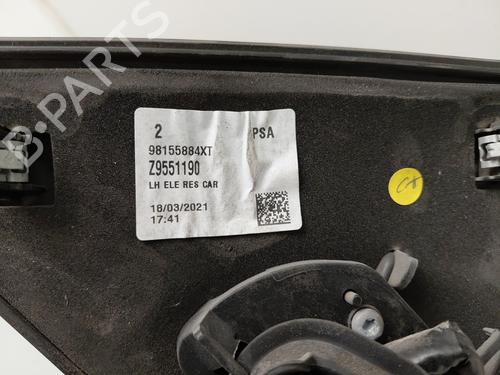 2 PSA
98155884XT
Z9551190
LH ELE RES CAR
18/03/2021
17:41
B-PARTS